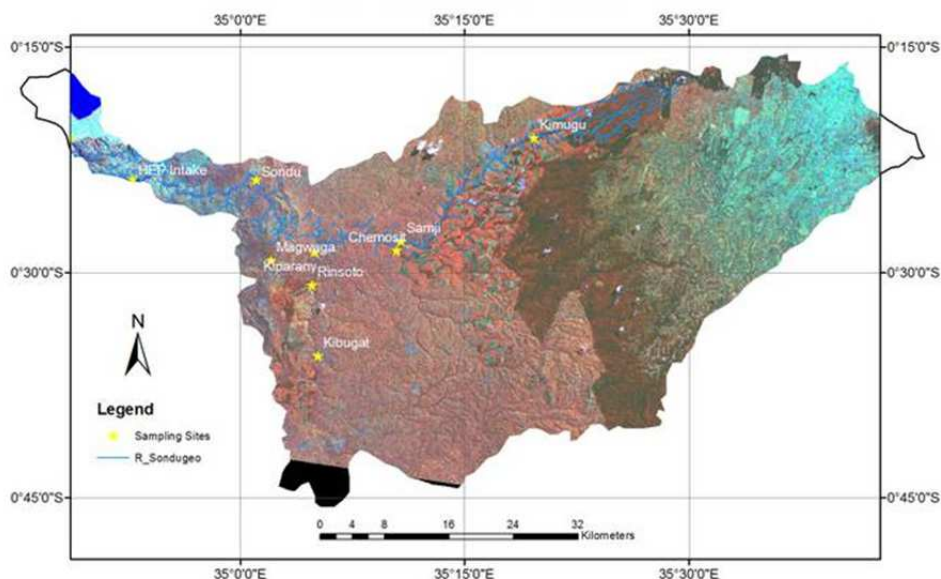 35°0'0"E 35°15'0"E 35°30'0"E
0°15'0"S 0°15'0"S
Kimugu
HEP Intake Sondu
Chemosit Samji
Magwaga
0°30'0"S Kiparany Rinsoto 0°30'0"S
Kibugat
N
Legend
Sampling Sites
R_Sondugeo
0°45'0"S 0°45'0"S
0 4 8 16 24 32
Kilometers
35°0'0"E 35°15'0"E 35°30'0"E